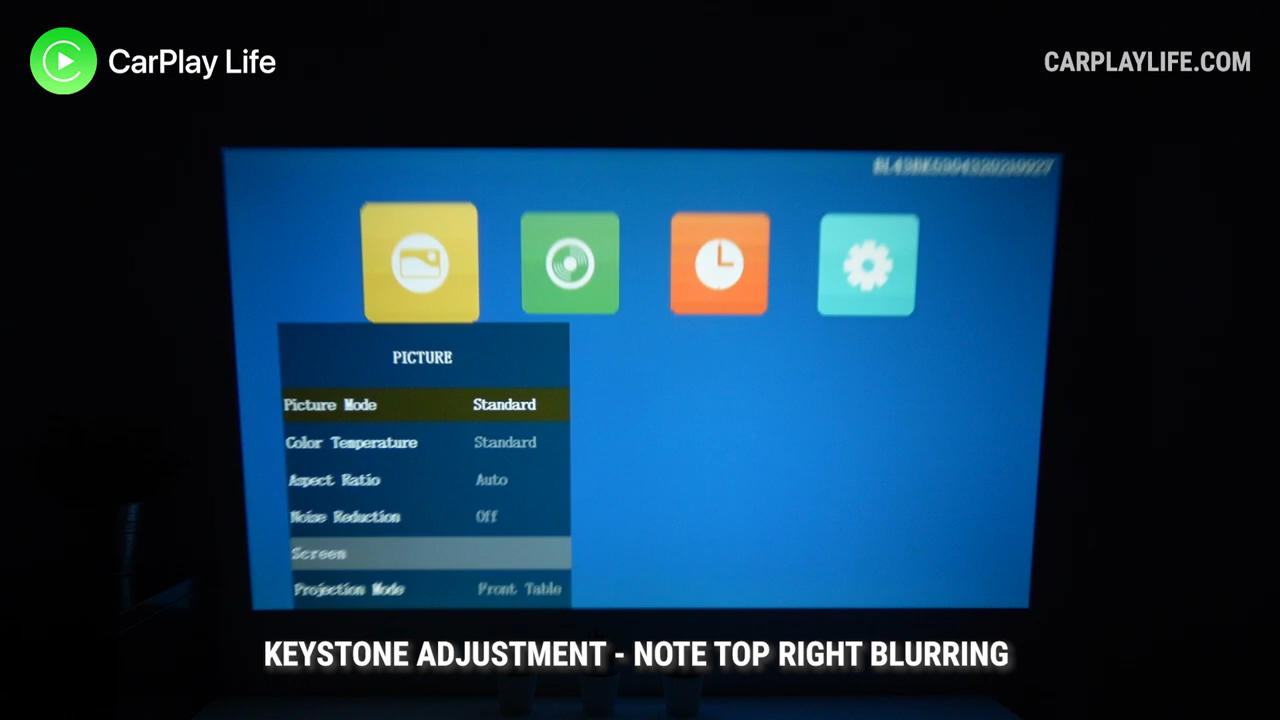 CarPlay Life
CARPLAYLIFE.COM
PICTURE
Picture Mode Standard
Color Temperature Standard
Aspect Ratio Auto
Noise Reduction Off
Screen
Projection Mode Front Table
KEYSTONE ADJUSTMENT - NOTE TOP RIGHT BLURRING